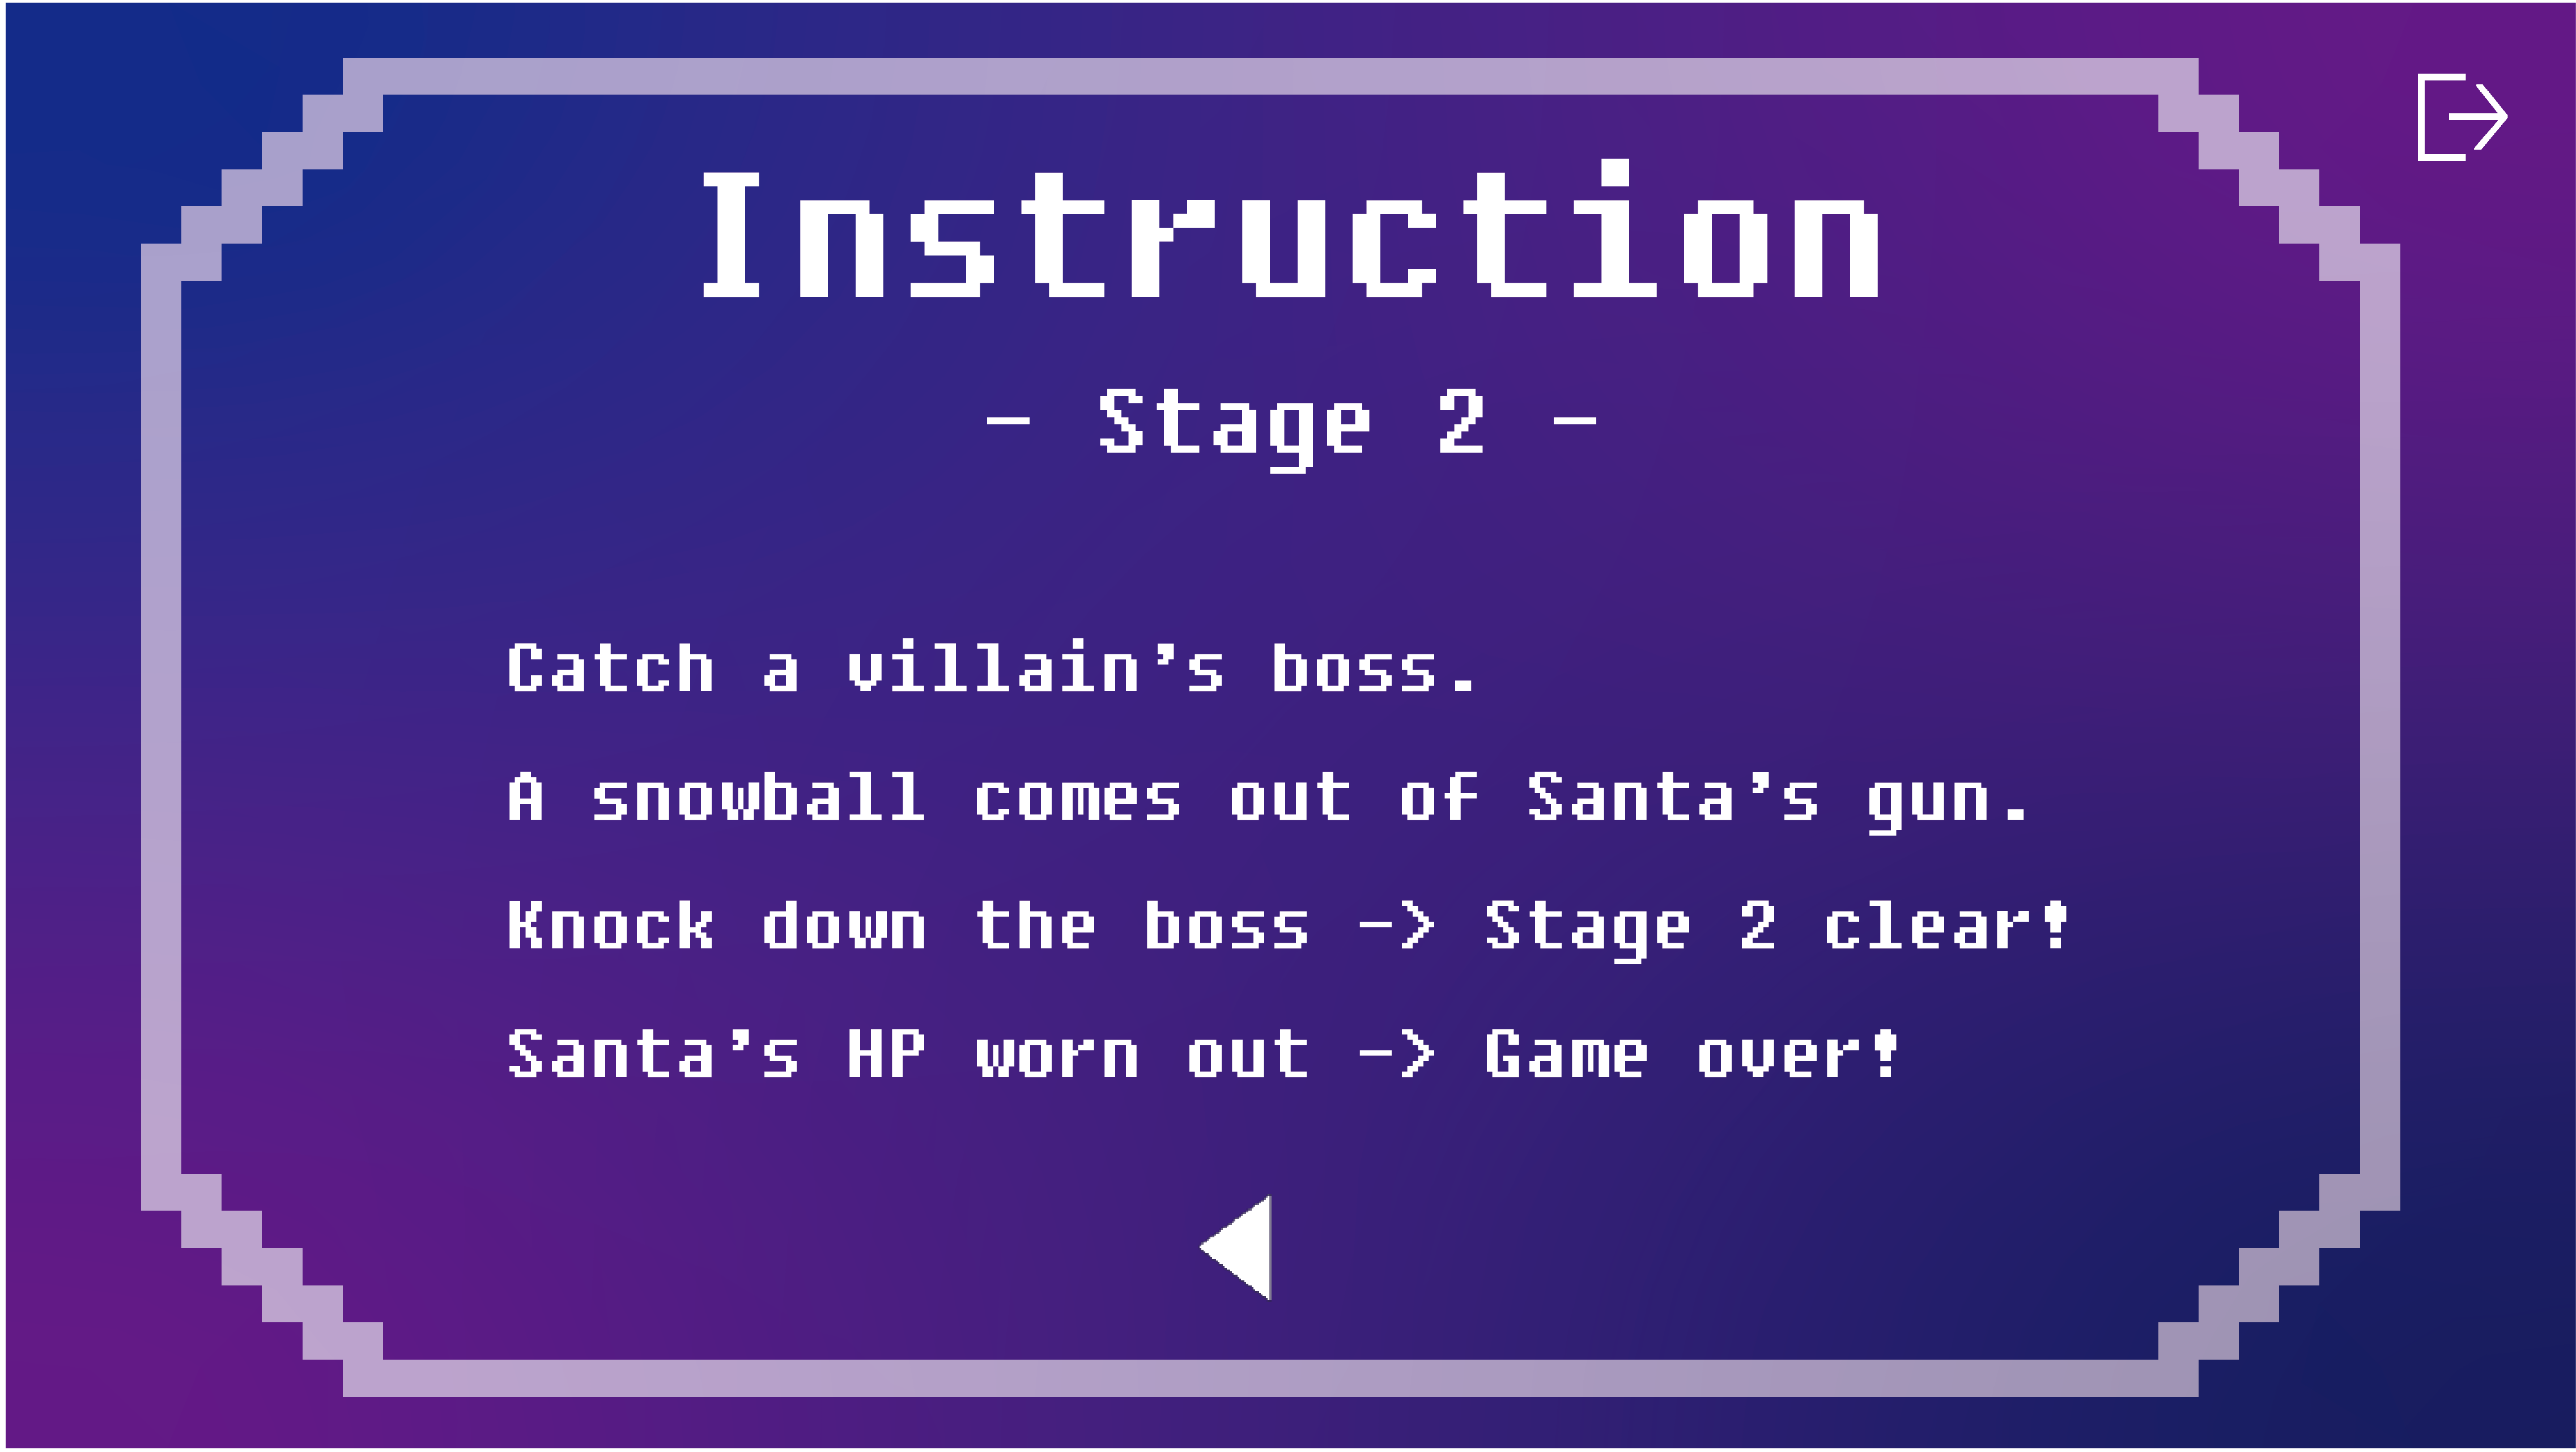 Instruction
- Stage 2 -
Catch a villain's boss.
A snowball comes out of Santa's gun.
Knock down the boss -> Stage 2 clear!
Santa's HP worn out -> Game over!